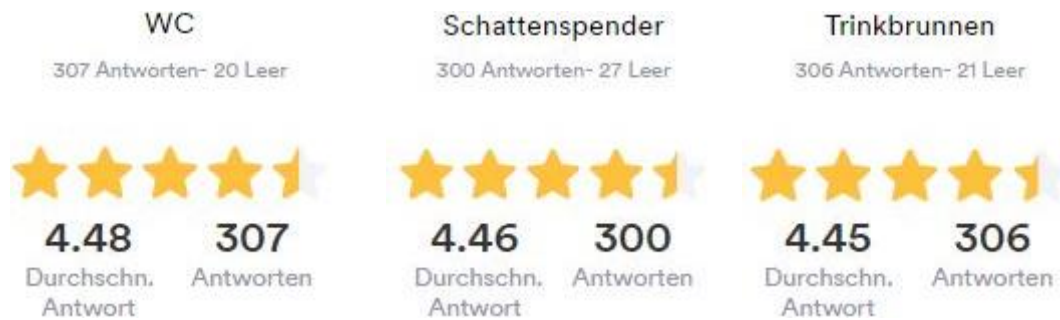 WC
307 Antworten- 20 Leer
4.48
Durchschn.
Antwort
307
Antworten
Schattenspender
300 Antworten- 27 Leer
4.46
Durchschn.
Antwort
300
Antworten
Trinkbrunnen
306 Antworten- 21 Leer
4.45
Durchschn.
Antwort
306
Antworten